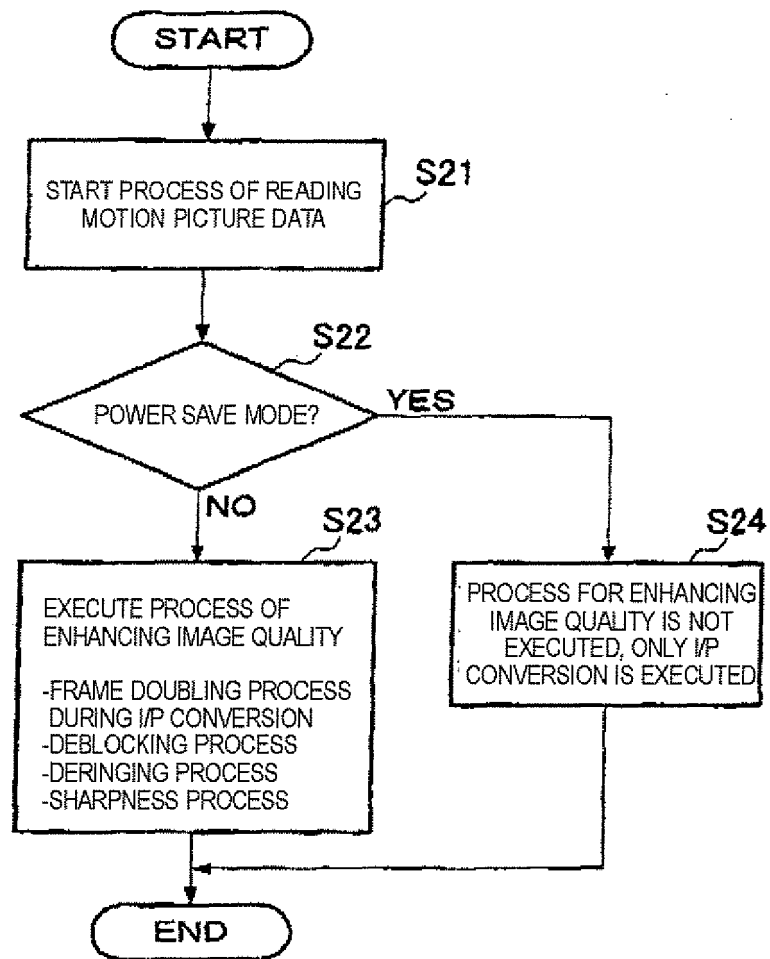 START
S21
START PROCESS OF READING
MOTION PICTURE DATA
S22
POWER SAVE MODE?
YES
NO
S23
EXECUTE PROCESS OF
ENHANCING IMAGE QUALITY
-FRAME DOUBLING PROCESS
DURING I/P CONVERSION
-DEBLOCKING PROCESS
-DERINGING PROCESS
-SHARPNESS PROCESS
S24
PROCESS FOR ENHANCING
IMAGE QUALITY IS NOT
EXECUTED, ONLY I/P
CONVERSION IS EXECUTED
END